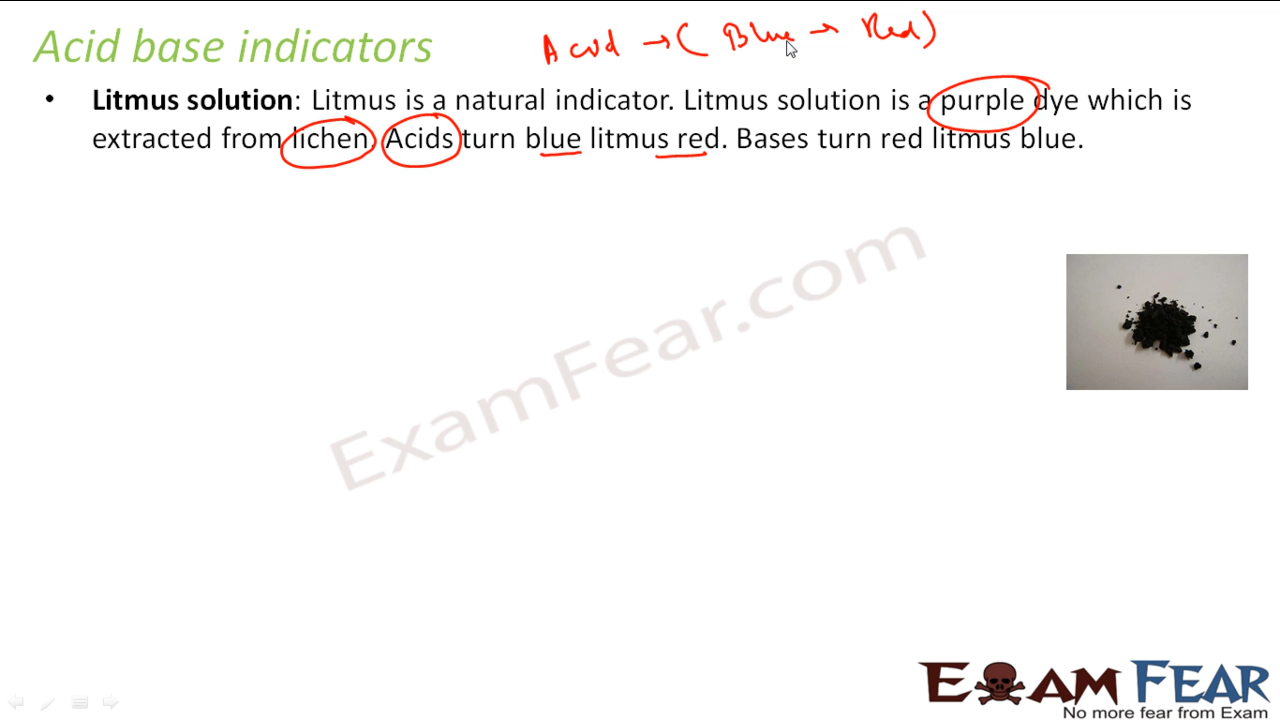 Acid base indicators
Acid → ( Blue → Red)
• Litmus solution: Litmus is a natural indicator. Litmus solution is a purple dye which is
extracted from lichen. Acids turn blue litmus red. Bases turn red litmus blue.
ExamFear.com
EXAM FEAR
No more fear from Exam